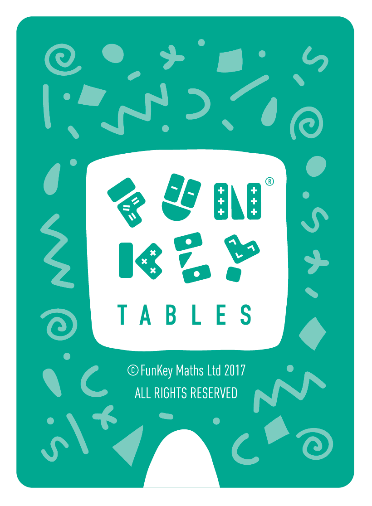 FUN
KEY
®
TABLES
©FunKey Maths Ltd 2017
ALL RIGHTS RESERVED